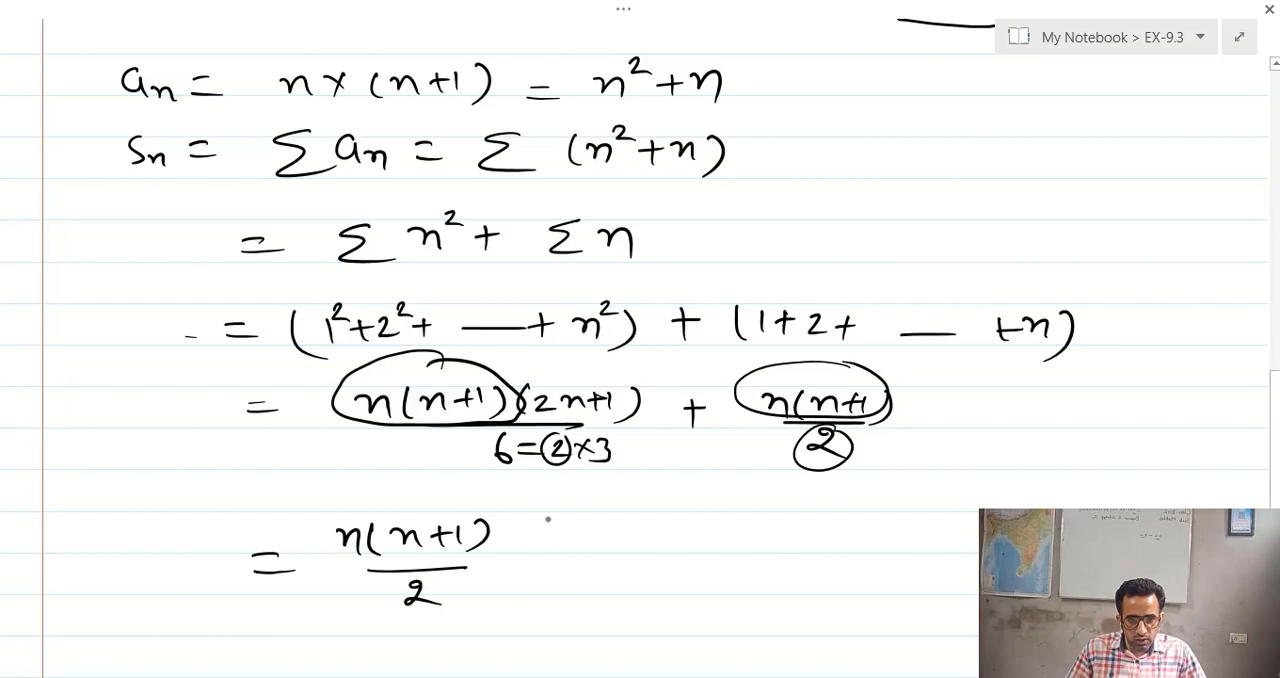 My Notebook > EX-9.3
an = n × (n+1) = n²+n
Sn = Σ an = Σ (n²+n)
= Σ n² + Σ n
= (1²+2²+ — + n²) + (1+2+ — +n)
= n(n+1)(2n+1) + n(n+1)
6=2×3 2
= n(n+1)
2